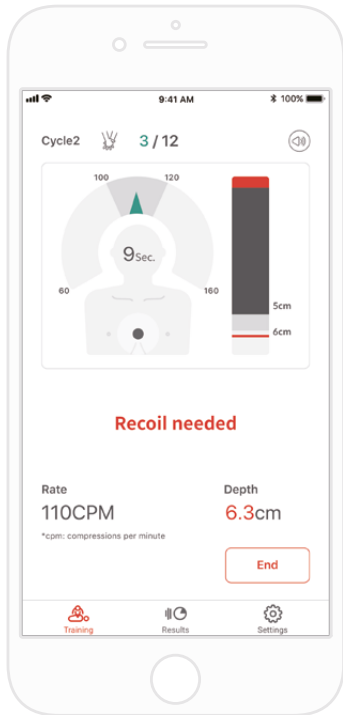 9:41 AM
100%
Cycle2 3 / 12
100 120
9Sec.
60 160
5cm
6cm
Recoil needed
Rate Depth
110CPM 6.3cm
*cpm: compressions per minute
End
Training Results Settings